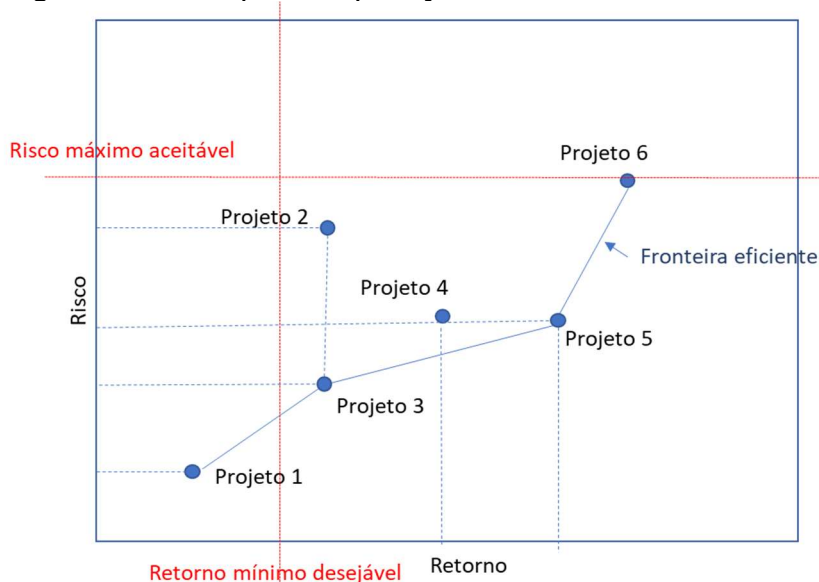 Risco máximo aceitável
Projeto 6
Projeto 2
Fronteira eficiente
Projeto 4
Risco
Projeto 5
Projeto 3
Projeto 1
Retorno
Retorno mínimo desejável